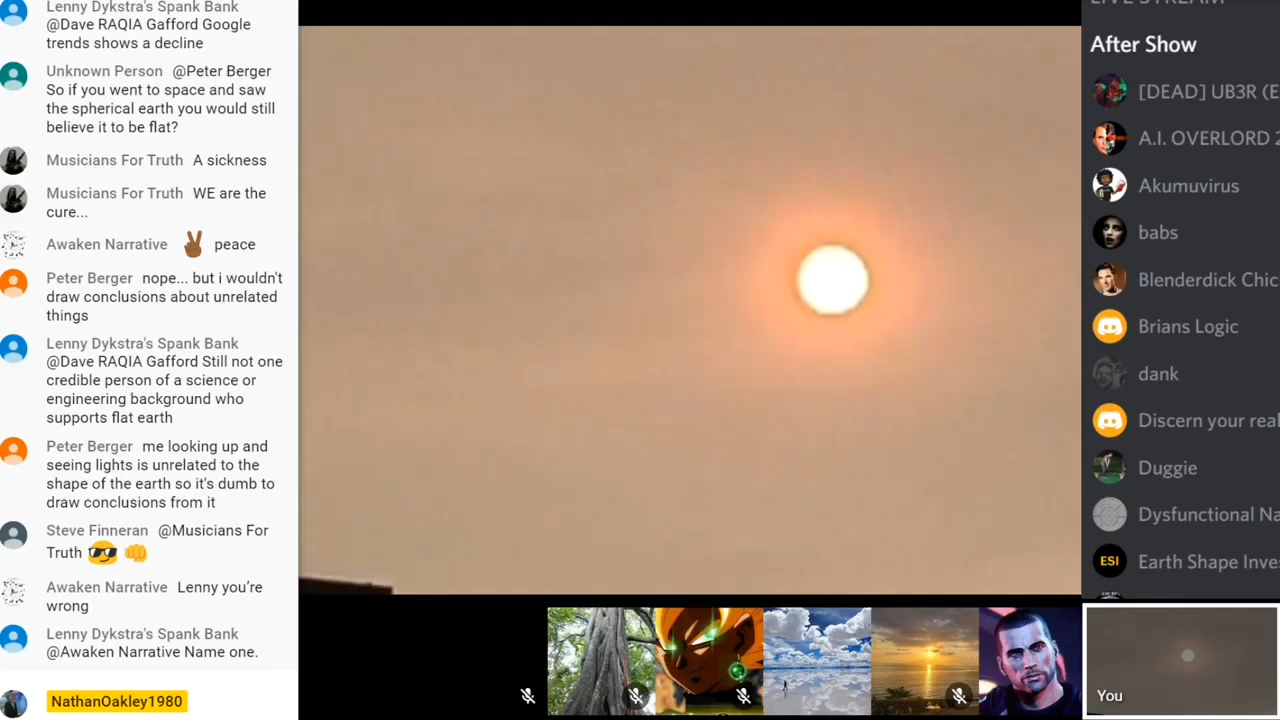 Lenny Dykstra's Spank Bank
@Dave RAQIA Gafford Google
trends shows a decline
Unknown Person @Peter Berger
So if you went to space and saw
the spherical earth you would still
believe it to be flat?
Musicians For Truth A sickness
Musicians For Truth WE are the
cure...
Awaken Narrative ✌🏾 peace
Peter Berger nope... but i wouldn't
draw conclusions about unrelated
things
Lenny Dykstra's Spank Bank
@Dave RAQIA Gafford Still not one
credible person of a science or
engineering background who
supports flat earth
Peter Berger me looking up and
seeing lights is unrelated to the
shape of the earth so it's dumb to
draw conclusions from it
Steve Finneran @Musicians For
Truth 😎 👊
Awaken Narrative Lenny you're
wrong
Lenny Dykstra's Spank Bank
@Awaken Narrative Name one.
NathanOakley1980
LIVE STREAM
After Show
[DEAD] UB3R (E
A.I. OVERLORD 2
Akumuvirus
babs
Blenderdick Chic
Brians Logic
dank
Discern your real
Duggie
Dysfunctional Na
ESI
Earth Shape Inve
You